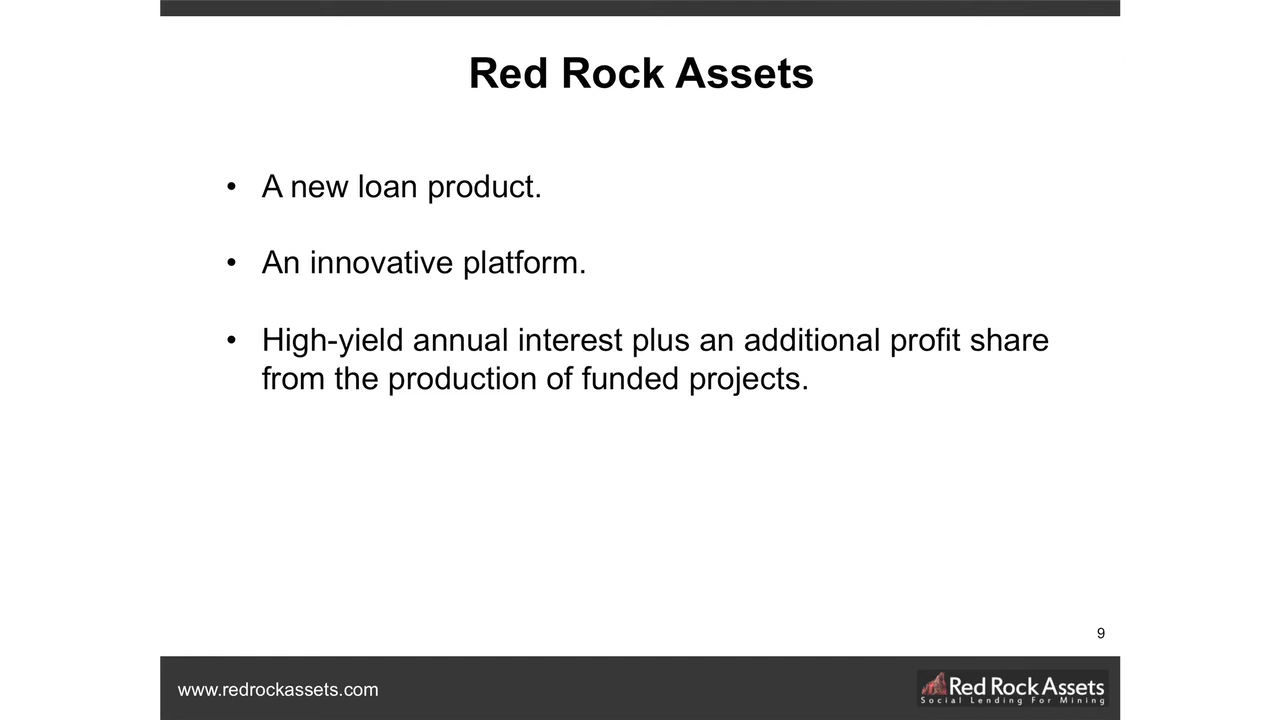 Red Rock Assets
• A new loan product.
• An innovative platform.
• High-yield annual interest plus an additional profit share
from the production of funded projects.
9
www.redrockassets.com
Red Rock Assets
Social Lending For Mining